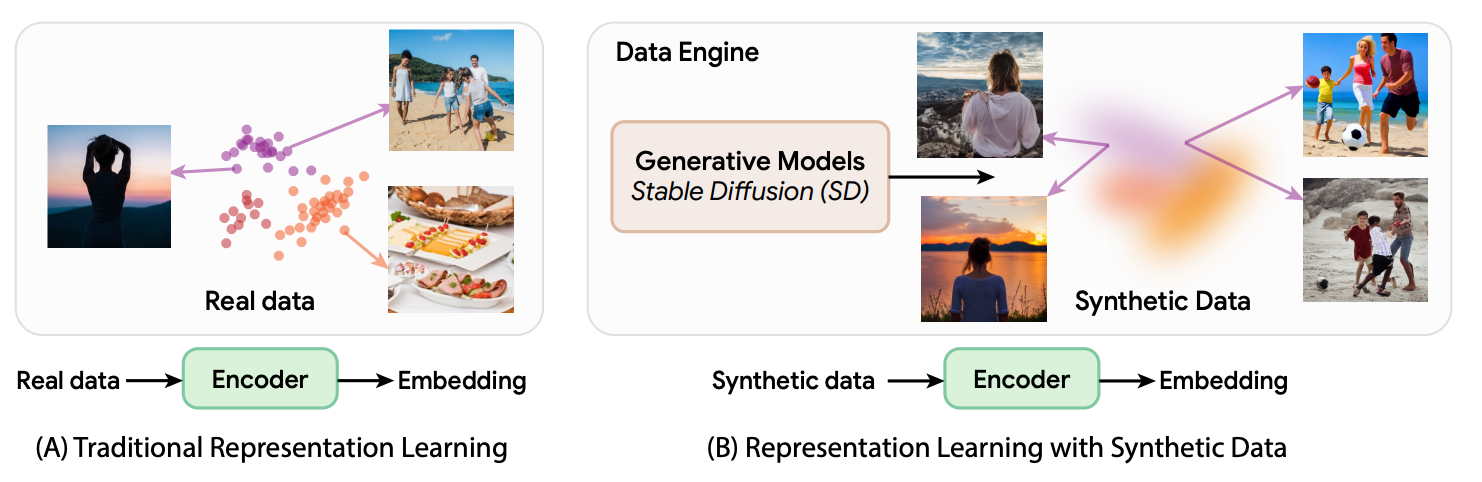 Real data
Real data
Encoder
Embedding
(A) Traditional Representation Learning
Data Engine
Generative Models
Stable Diffusion (SD)
Synthetic Data
Synthetic data
Encoder
Embedding
(B) Representation Learning with Synthetic Data